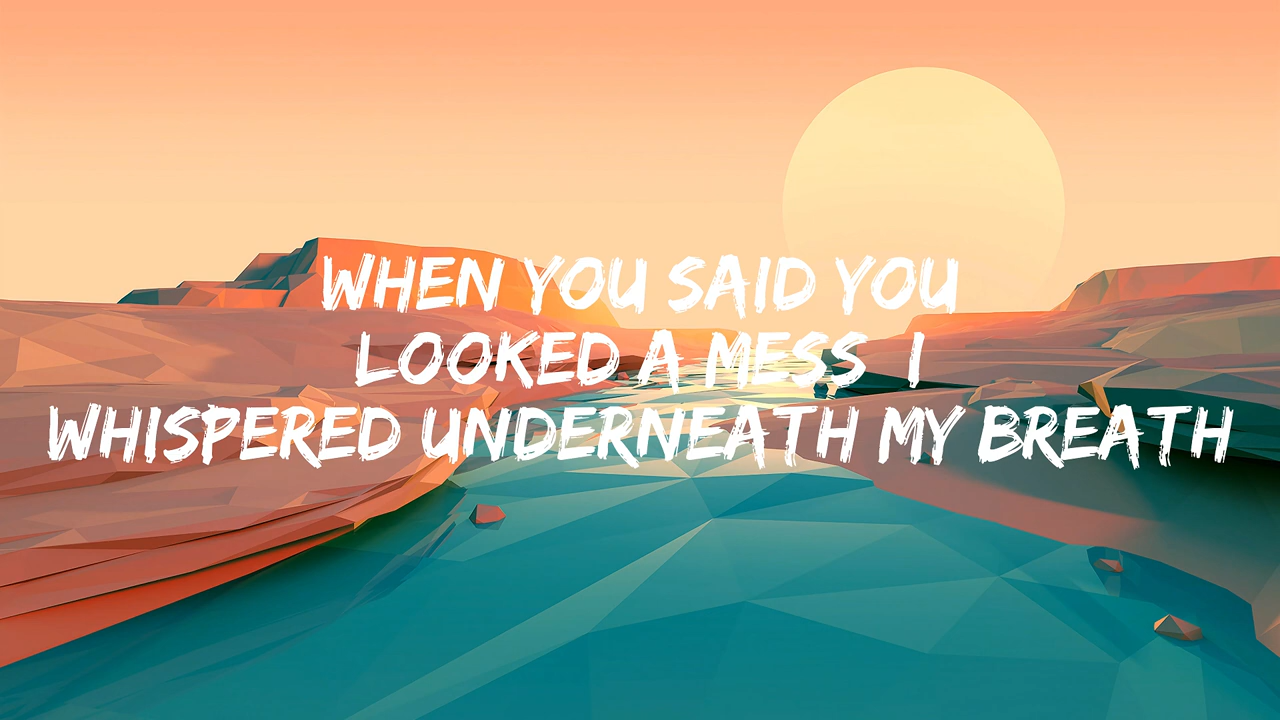 WHEN YOU SAID YOU
LOOKED A MESS I
WHISPERED UNDERNEATH MY BREATH